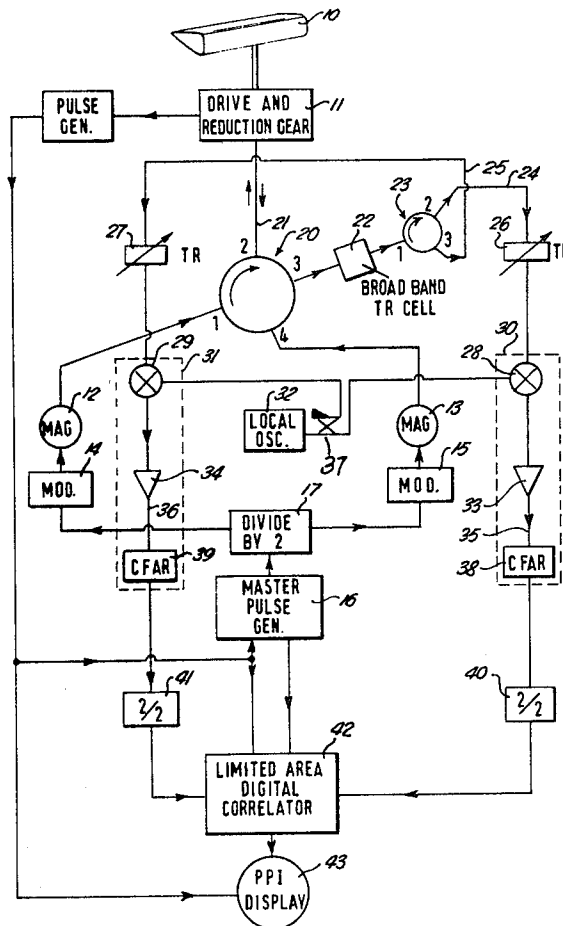 10
PULSE
GEN.
DRIVE AND
REDUCTION GEAR
11
25
24
23
2
1
3
27
TR
21
2
20
22
26
3
BROAD BAND
TR CELL
1
4
30
29
31
28
12
MAG
32
LOCAL
OSC.
37
13
MAG
14
MOD.
34
36
15
MOD.
33
35
17
DIVIDE
BY 2
39
CFAR
MASTER
PULSE
GEN.
16
38
CFAR
41
2/2
40
2/2
42
LIMITED AREA
DIGITAL
CORRELATOR
43
PPI
DISPLAY